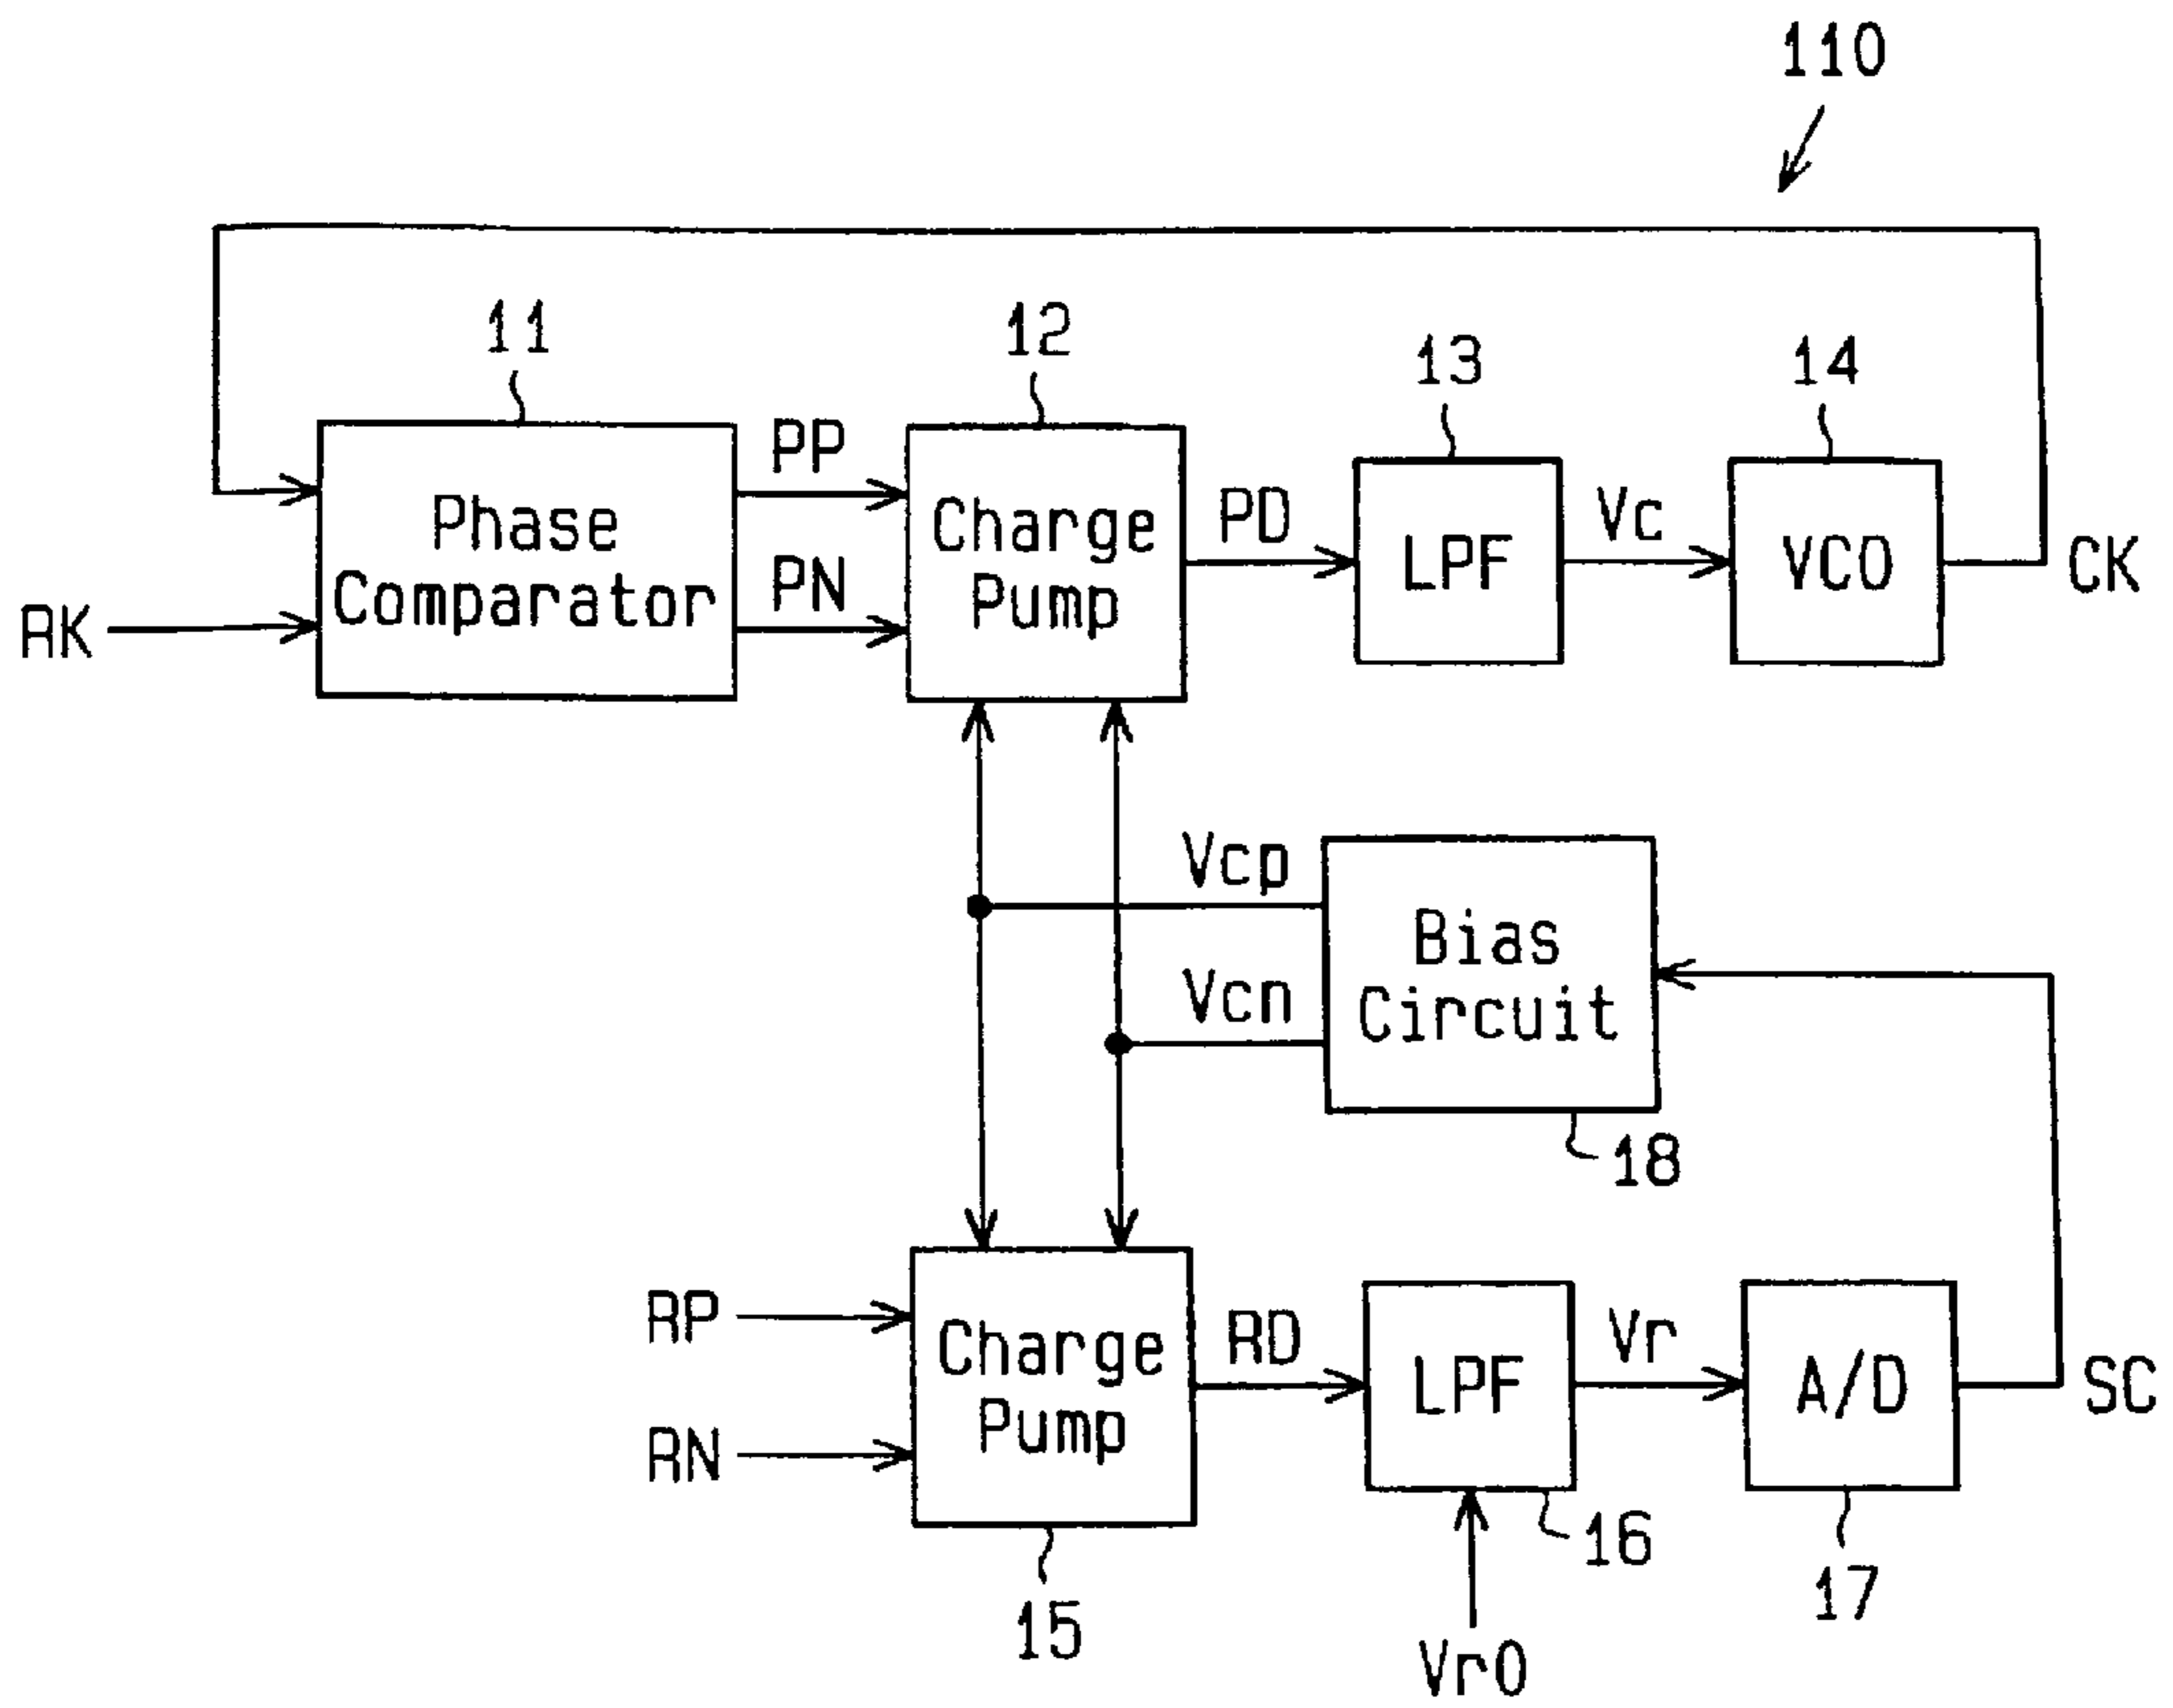 110
11
12
13
14
PP
PN
PD
Vc
CK
RK
Phase
Comparator
Charge
Pump
LPF
VCO
Vcp
Vcn
Bias
Circuit
18
RP
RN
Charge
Pump
RD
LPF
Vr
A/D
SC
15
16
17
Vr0